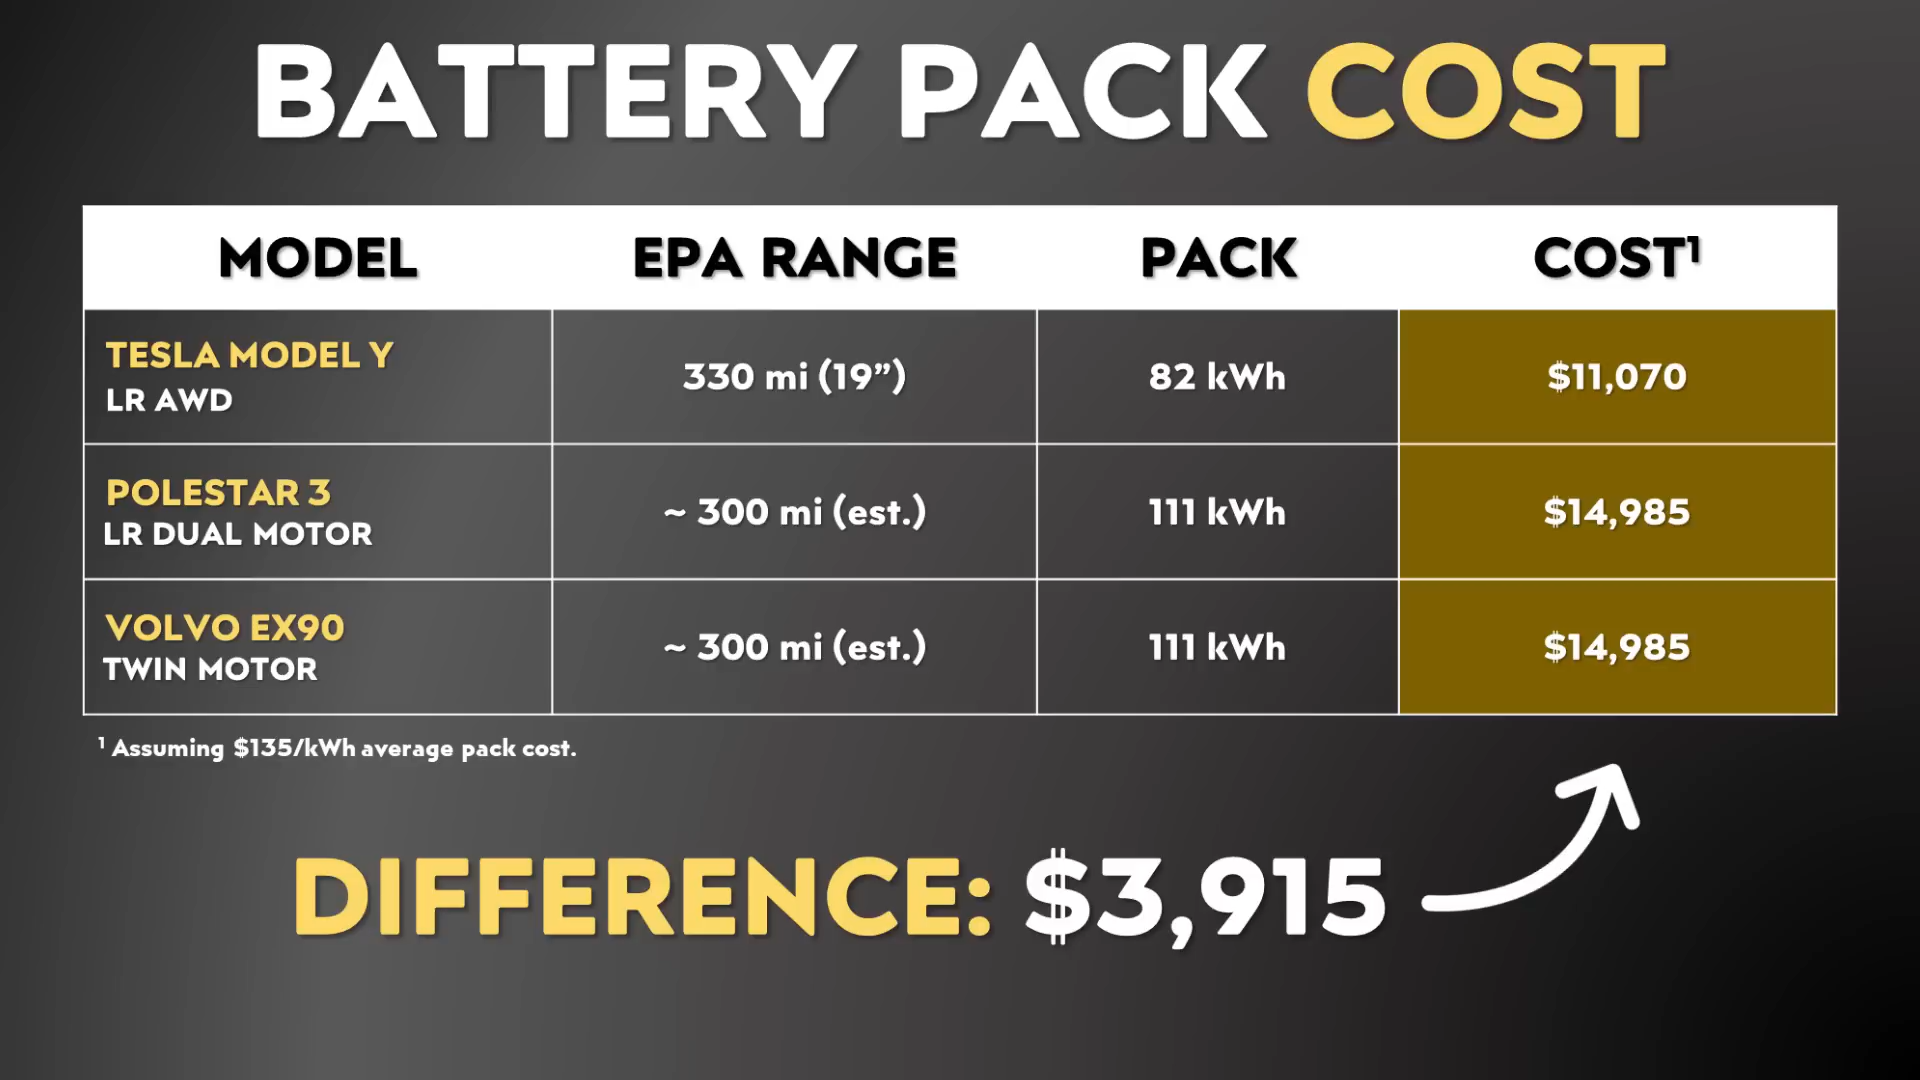 BATTERY PACK COST
MODEL EPA RANGE PACK COST¹
TESLA MODEL Y
LR AWD
330 mi (19”) 82 kWh $11,070
POLESTAR 3
LR DUAL MOTOR
~ 300 mi (est.) 111 kWh $14,985
VOLVO EX90
TWIN MOTOR
~ 300 mi (est.) 111 kWh $14,985
¹ Assuming $135/kWh average pack cost.
DIFFERENCE: $3,915